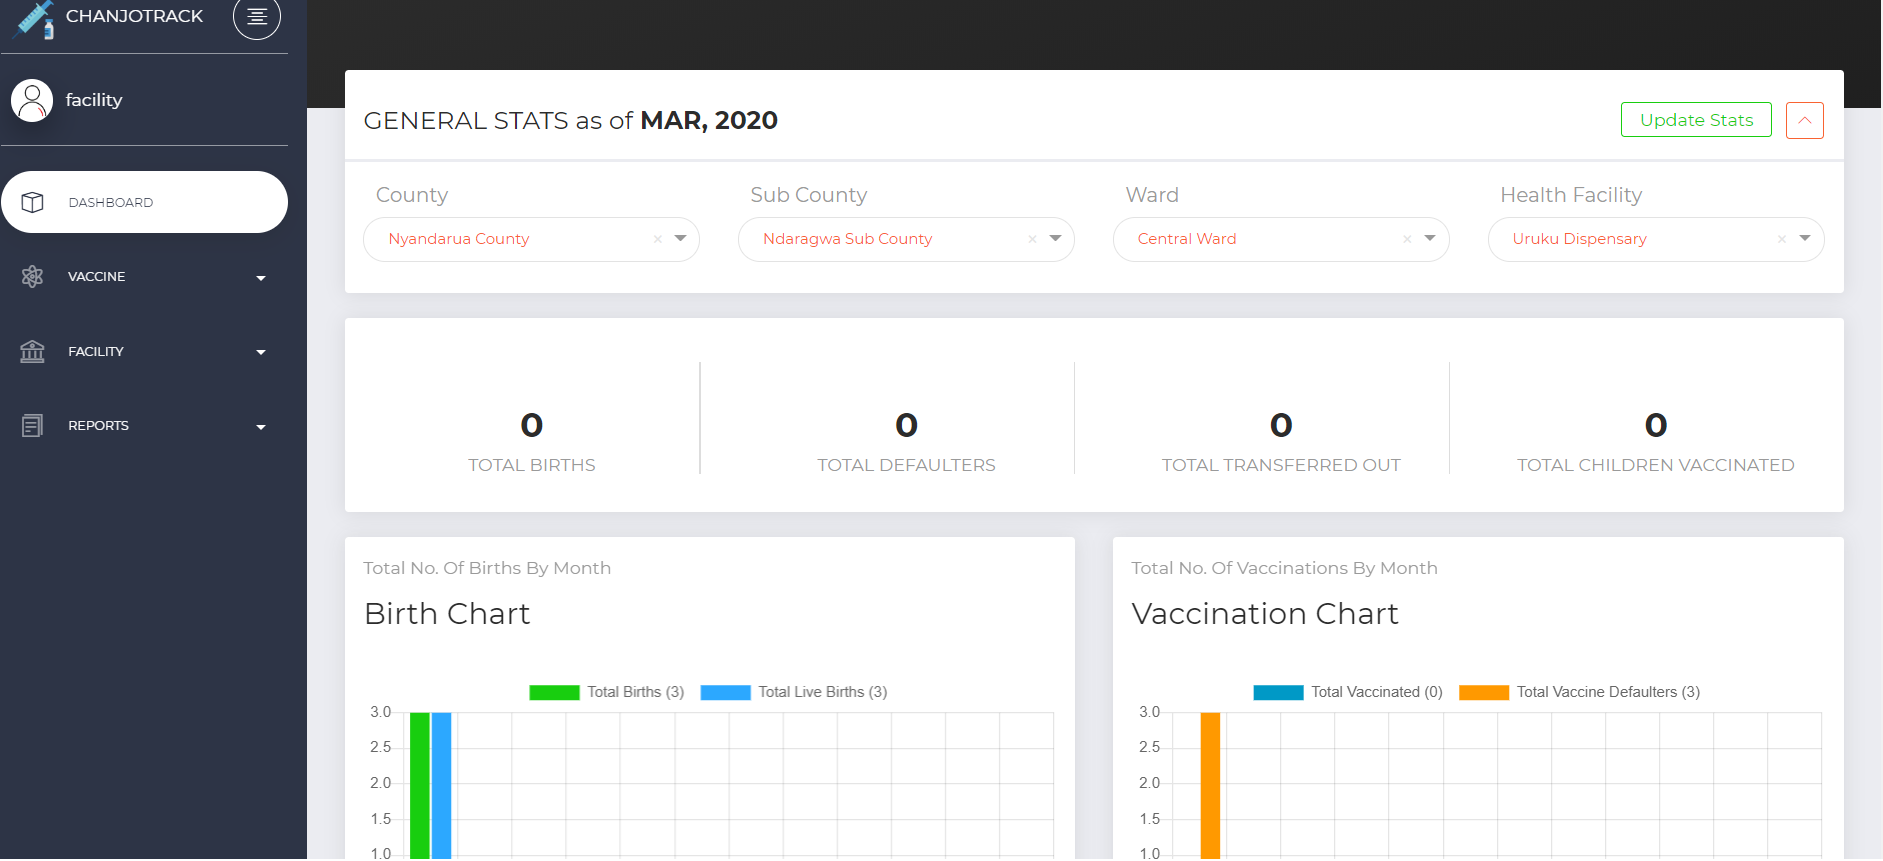 CHANJOTRACK
facility
DASHBOARD
VACCINE
FACILITY
REPORTS
GENERAL STATS as of MAR, 2020
Update Stats
County
Sub County
Ward
Health Facility
Nyandarua County ×
Ndaragwa Sub County ×
Central Ward ×
Uruku Dispensary ×
0
TOTAL BIRTHS
0
TOTAL DEFAULTERS
0
TOTAL TRANSFERRED OUT
0
TOTAL CHILDREN VACCINATED
Total No. Of Births By Month
Birth Chart
Total Births (3) Total Live Births (3)
3.0
2.5
2.0
1.5
1.0
Total No. Of Vaccinations By Month
Vaccination Chart
Total Vaccinated (0) Total Vaccine Defaulters (3)
3.0
2.5
2.0
1.5
1.0